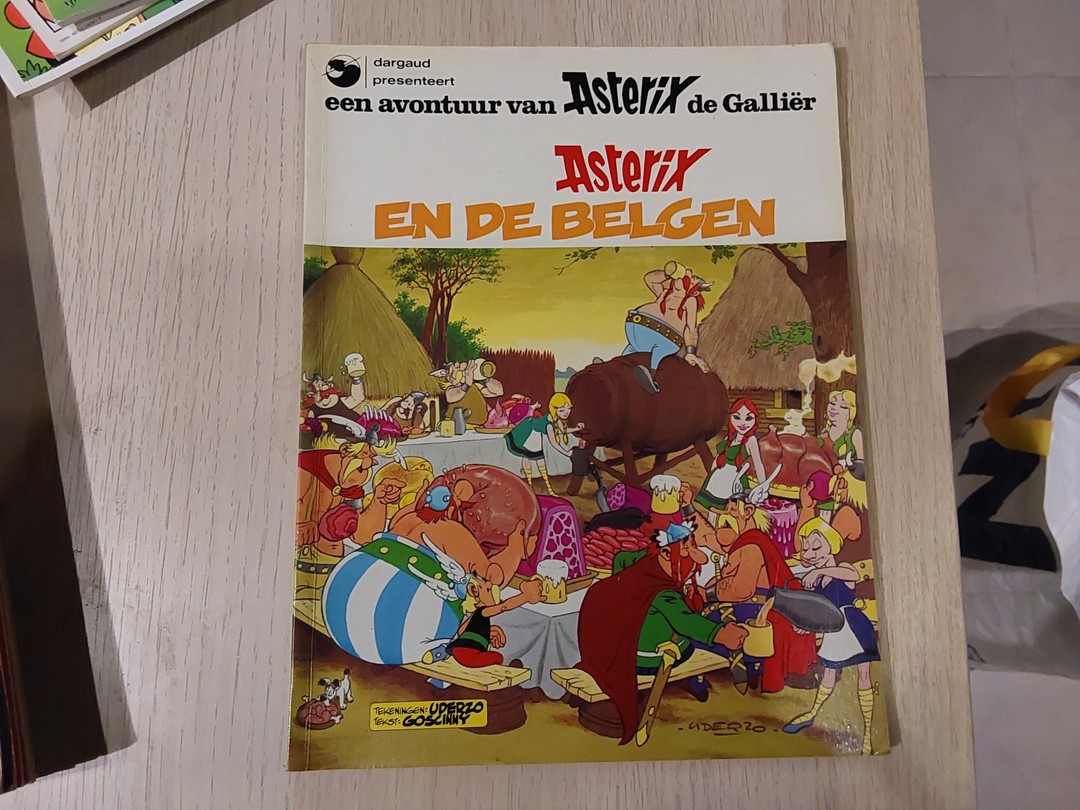 dargaud
presenteert
een avontuur van Asterix de Galliër
Asterix
EN DE BELGEN
TEKENINGEN: UDERZO
TEKST: GOSCINNY
-UDERZO-